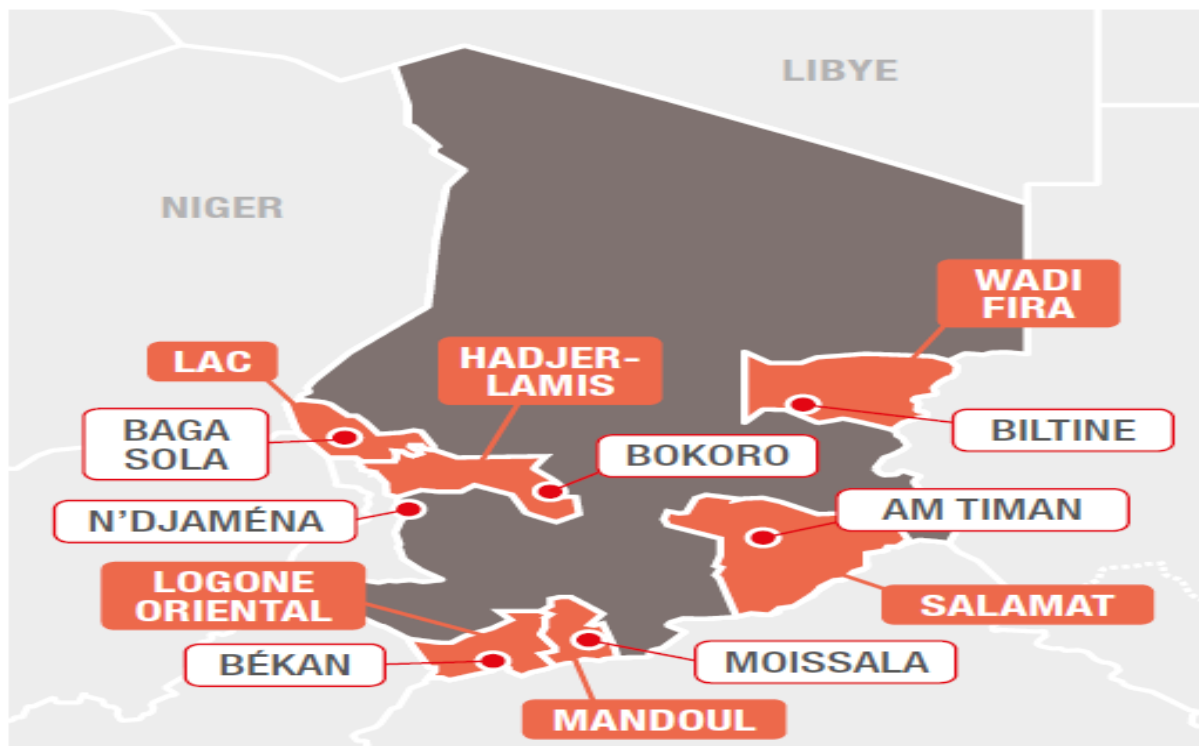 LIBYE
NIGER
WADI
FIRA
LAC
HADJER-
LAMIS
BAGA
SOLA
BOKORO
BILTINE
N'DJAMÉNA
AM TIMAN
LOGONE
ORIENTAL
SALAMAT
BÉKAN
MOISSALA
MANDOUL